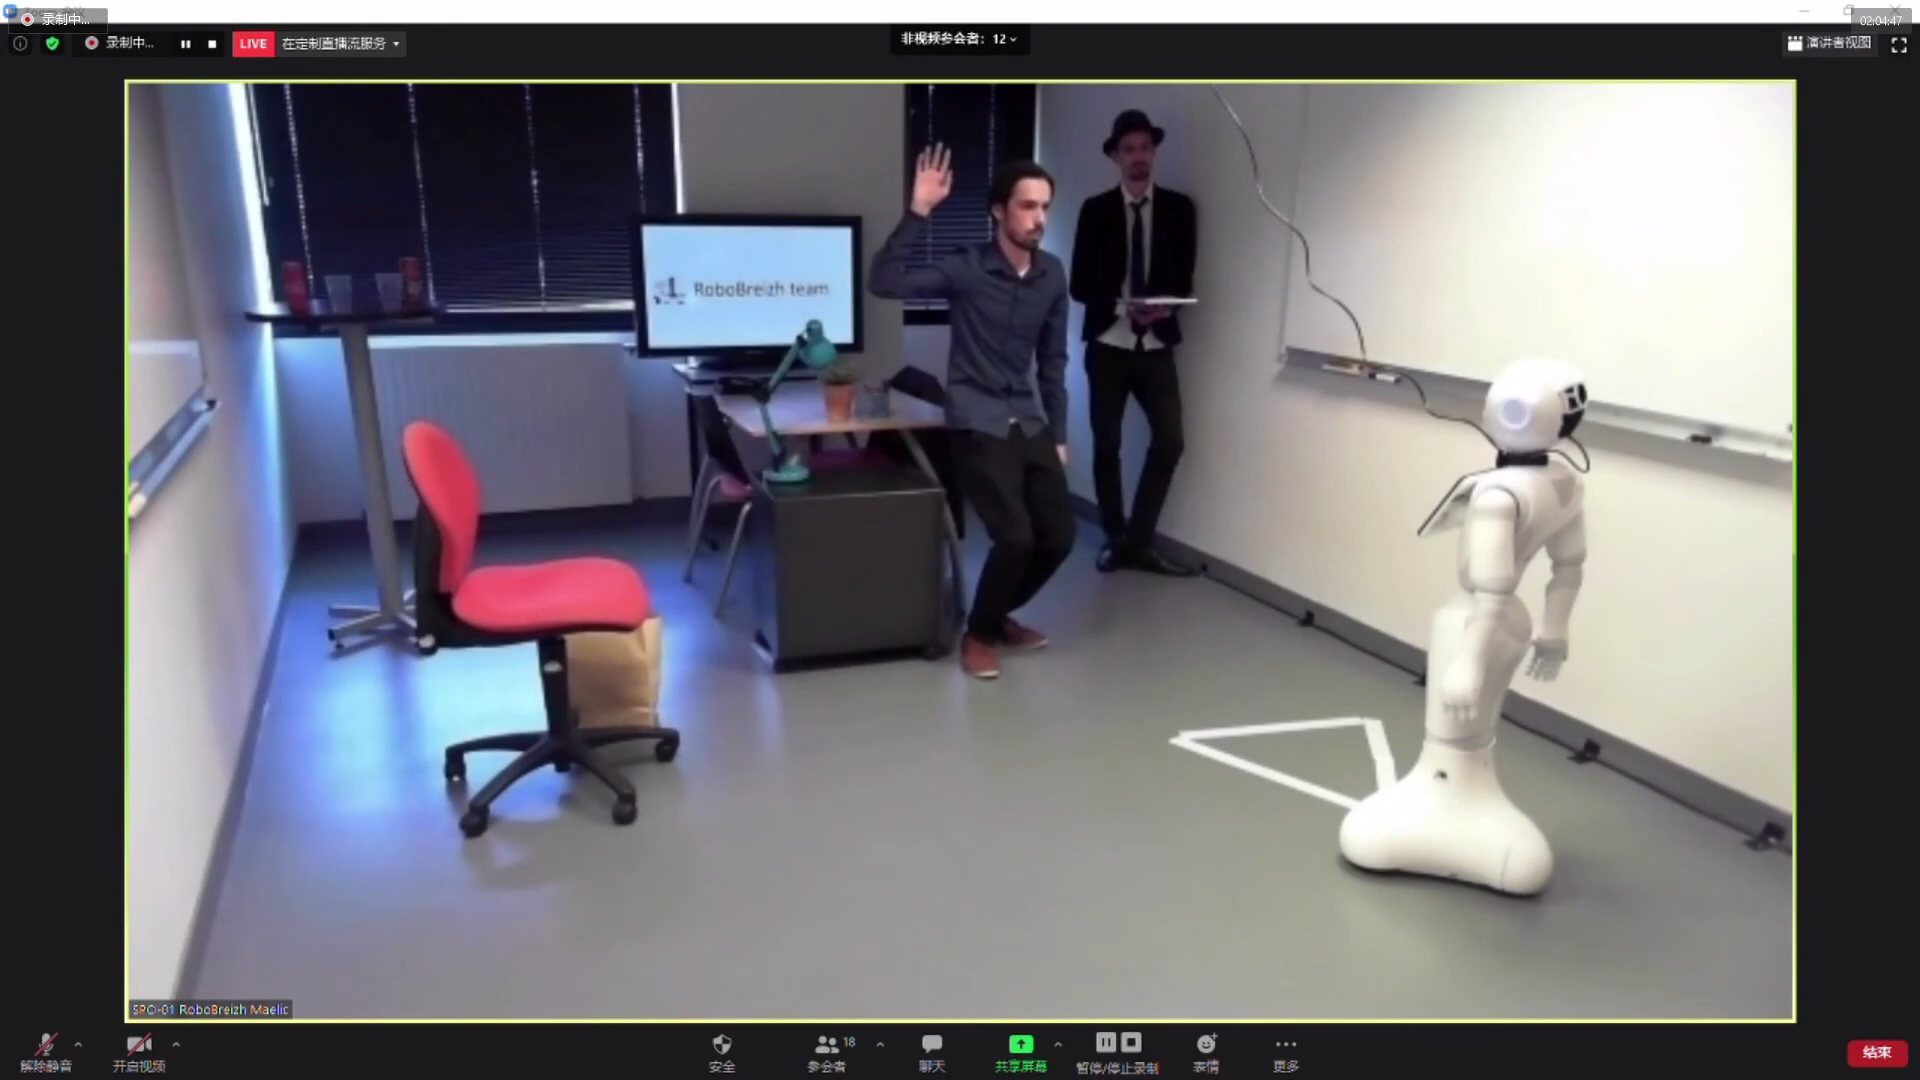 录制中...
02:04:47
录制中...
LIVE
在定制直播流服务
非视频参会者: 12
演讲者视图
RoboBreizh team
SPO-01 RoboBreizh Maelic
解除静音
开启视频
安全
参会者
18
聊天
共享屏幕
暂停/停止录制
表情
更多
结束